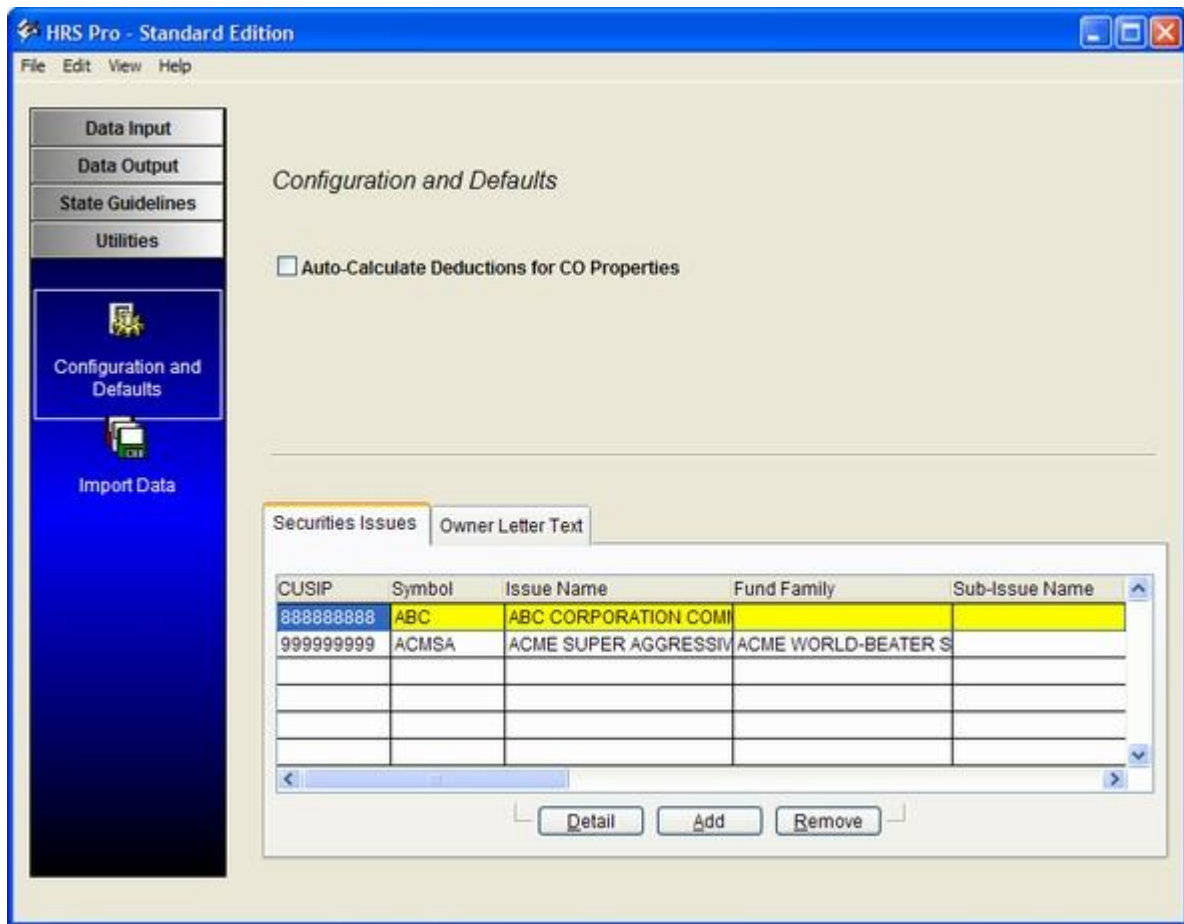 HRS Pro - Standard Edition
File Edit View Help
Data Input
Data Output
State Guidelines
Utilities
Configuration and
Defaults
Import Data
Configuration and Defaults
Auto-Calculate Deductions for CO Properties
Securities Issues Owner Letter Text
CUSIP Symbol Issue Name Fund Family Sub-Issue Name
888888888 ABC ABC CORPORATION COM
999999999 ACMSA ACME SUPER AGGRESSIV ACME WORLD-BEATER S
Detail Add Remove